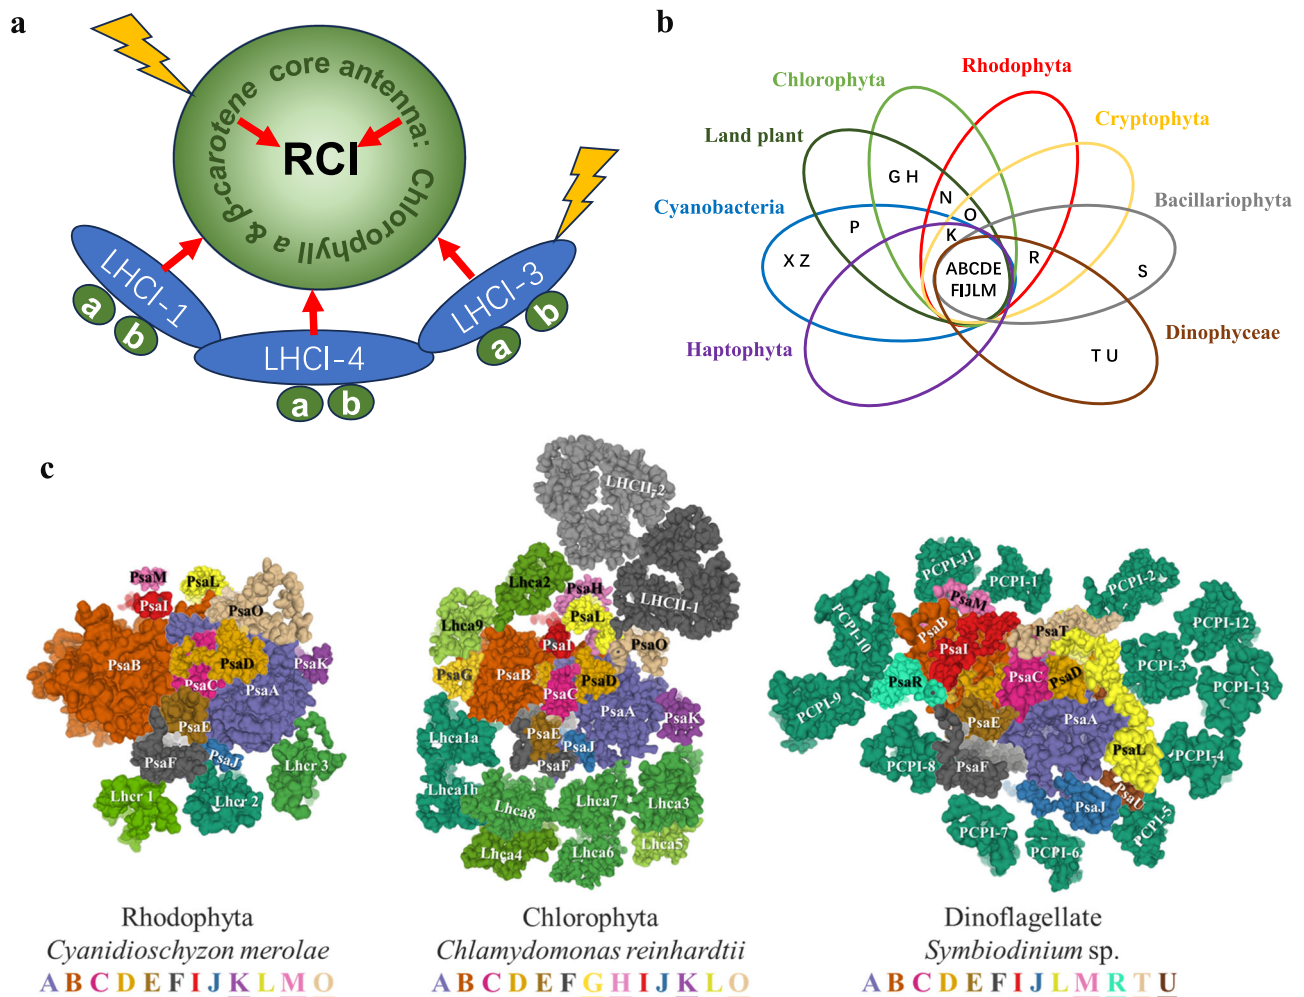 a
β-carotene core antenna: Chlorophyll a &
RCI
LHCI-1
LHCI-4
LHCI-3
a
b
a
b
a
b
b
Chlorophyta
Rhodophyta
Land plant
Cryptophyta
Cyanobacteria
Bacillariophyta
Haptophyta
Dinophyceae
G H
N
O
P
K
X Z
R
S
ABCDE
FIJLM
T U
c
PsaM
PsaL
PsaI
PsaO
PsaB
PsaD
PsaK
PsaC
PsaA
PsaE
PsaF
PsaJ
Lhcr 3
Lhcr 1
Lhcr 2
LHCII-2
Lhca2
PsaH
LHCII-1
PsaL
Lhca9
PsaI
PsaO
PsaG
PsaB
PsaD
PsaC
PsaA
PsaK
Lhca1a
PsaE
PsaJ
PsaF
Lhca1b
Lhca8
Lhca7
Lhca3
Lhca4
Lhca6
Lhca5
PCPI-11
PCPI-1
PCPI-2
PsaM
PCPI-10
PsaB
PsaT
PCPI-12
PsaI
PCPI-3
PsaR
PsaC
PsaD
PCPI-13
PCPI-9
PsaE
PsaA
PsaL
PCPI-4
PCPI-8
PsaF
PsaU
PsaJ
PCPI-5
PCPI-7
PCPI-6
Rhodophyta
Cyanidioschyzon merolae
A B C D E F I J K L M O
Chlorophyta
Chlamydomonas reinhardtii
A B C D E F G H I J K L O
Dinoflagellate
Symbiodinium sp.
A B C D E F I J L M R T U